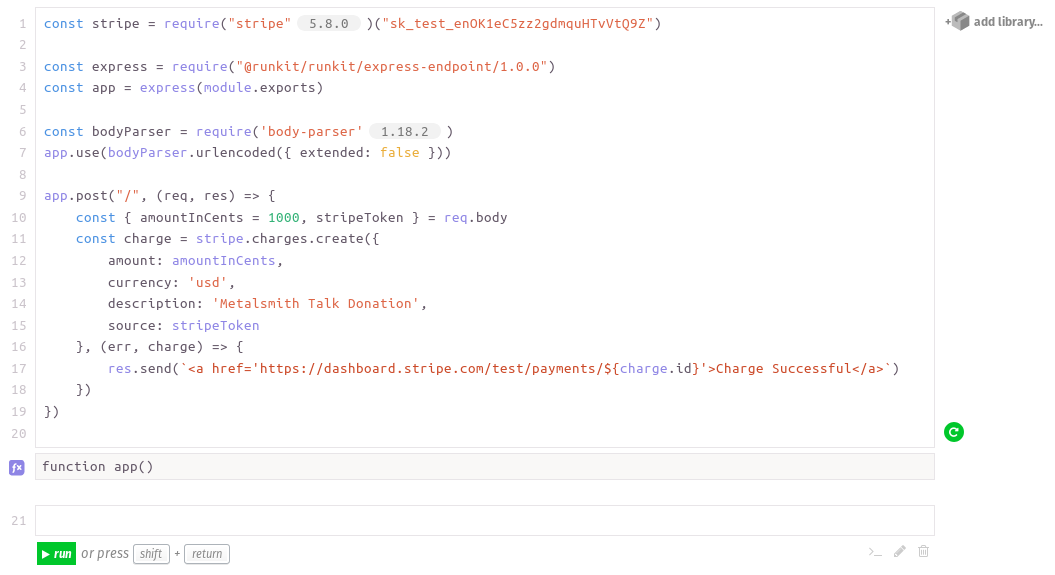 1 const stripe = require("stripe" 5.8.0 )("sk_test_enOK1eC5zz2gdmquHTvVtQ9Z")
+ add library...
2
3 const express = require("@runkit/runkit/express-endpoint/1.0.0")
4 const app = express(module.exports)
5
6 const bodyParser = require('body-parser' 1.18.2 )
7 app.use(bodyParser.urlencoded({ extended: false }))
8
9 app.post("/", (req, res) => {
10     const { amountInCents = 1000, stripeToken } = req.body
11     const charge = stripe.charges.create({
12         amount: amountInCents,
13         currency: 'usd',
14         description: 'Metalsmith Talk Donation',
15         source: stripeToken
16     }, (err, charge) => {
17         res.send(`<a href='https://dashboard.stripe.com/test/payments/${charge.id}'>Charge Successful</a>`)
18     })
19 })
20
fx function app()
21
run or press shift + return